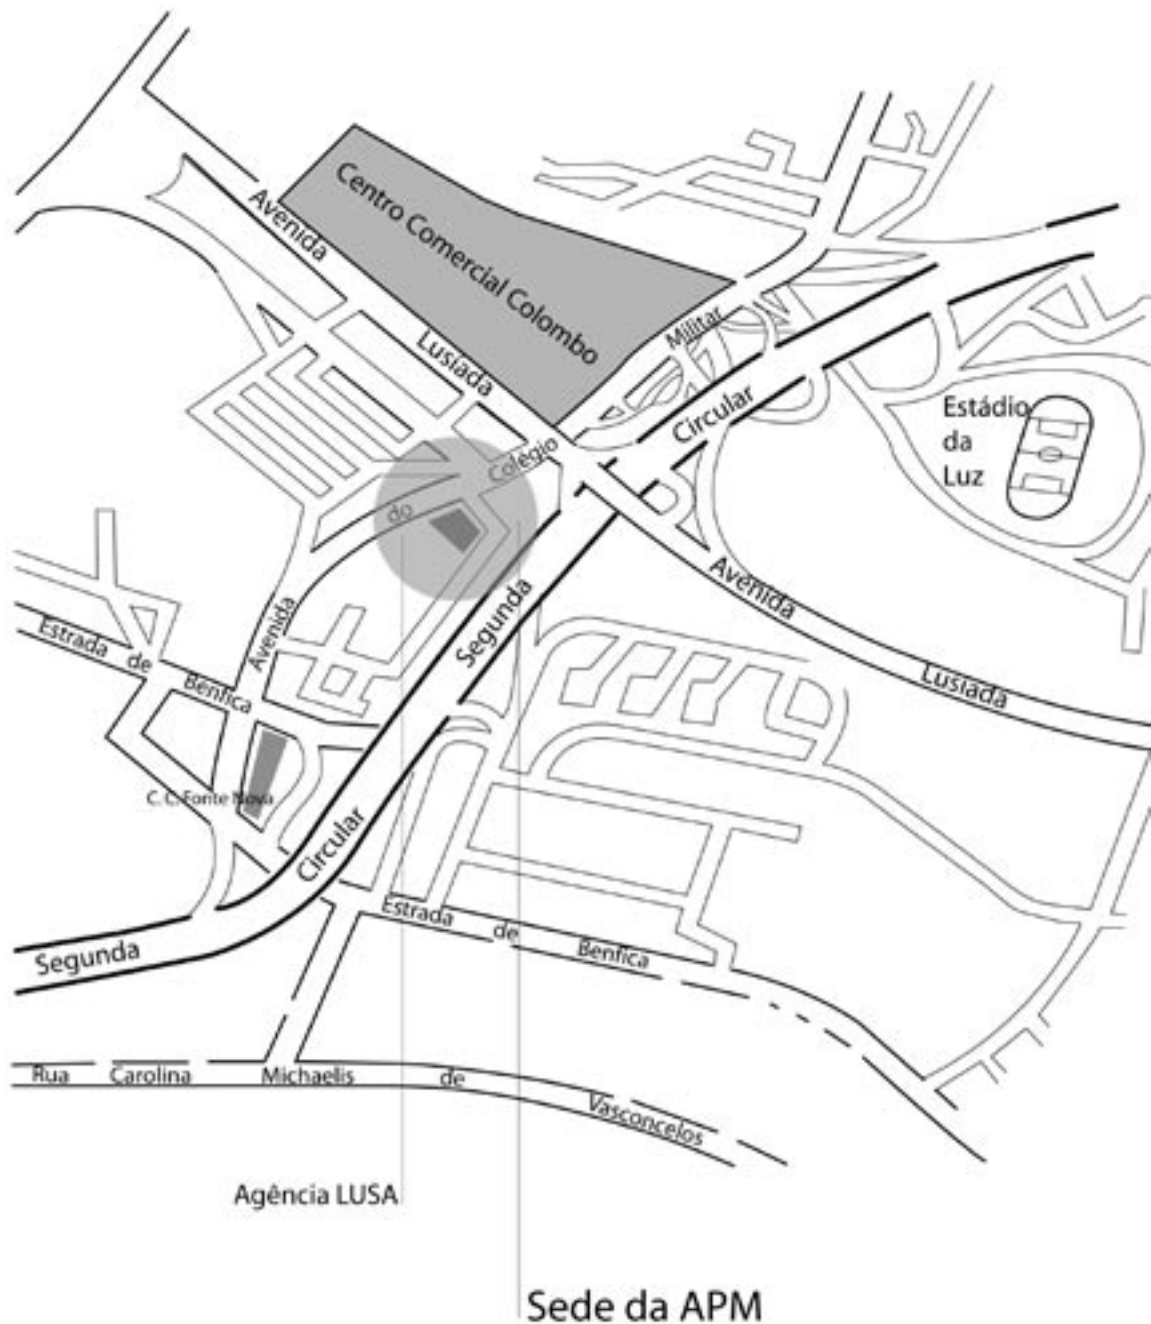 Centro Comercial Colombo
Avenida
Lusíada
Militar
Circular
Estádio
da
Luz
Colégio
do
Segunda
Avenida
Lusíada
Avenida
Estrada de
Benfica
C. C. Fonte Nova
Circular
Segunda
Estrada de Benfica
Rua Carolina Michaelis de Vasconcelos
Agência LUSA
Sede da APM